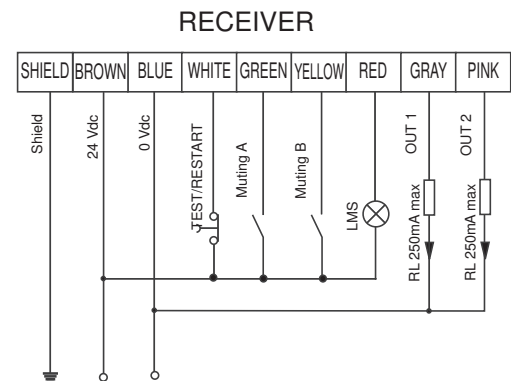 RECEIVER
SHIELD BROWN BLUE WHITE GREEN YELLOW RED GRAY PINK
Shield
24 Vdc
0 Vdc
TEST/RESTART
Muting A
Muting B
LMS
OUT 1
RL 250mA max
OUT 2
RL 250mA max